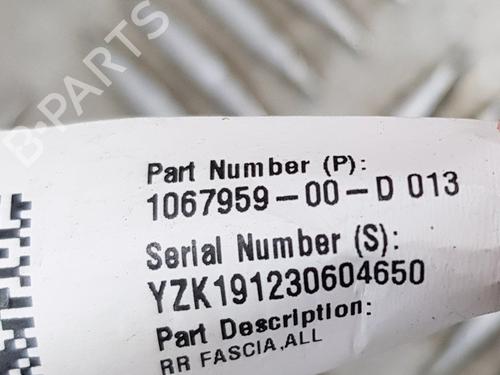 B-PARTS
Part Number (P):
1067959-00-D 013
Serial Number (S):
YZK191230604650
Part Description:
RR FASCIA,ALL